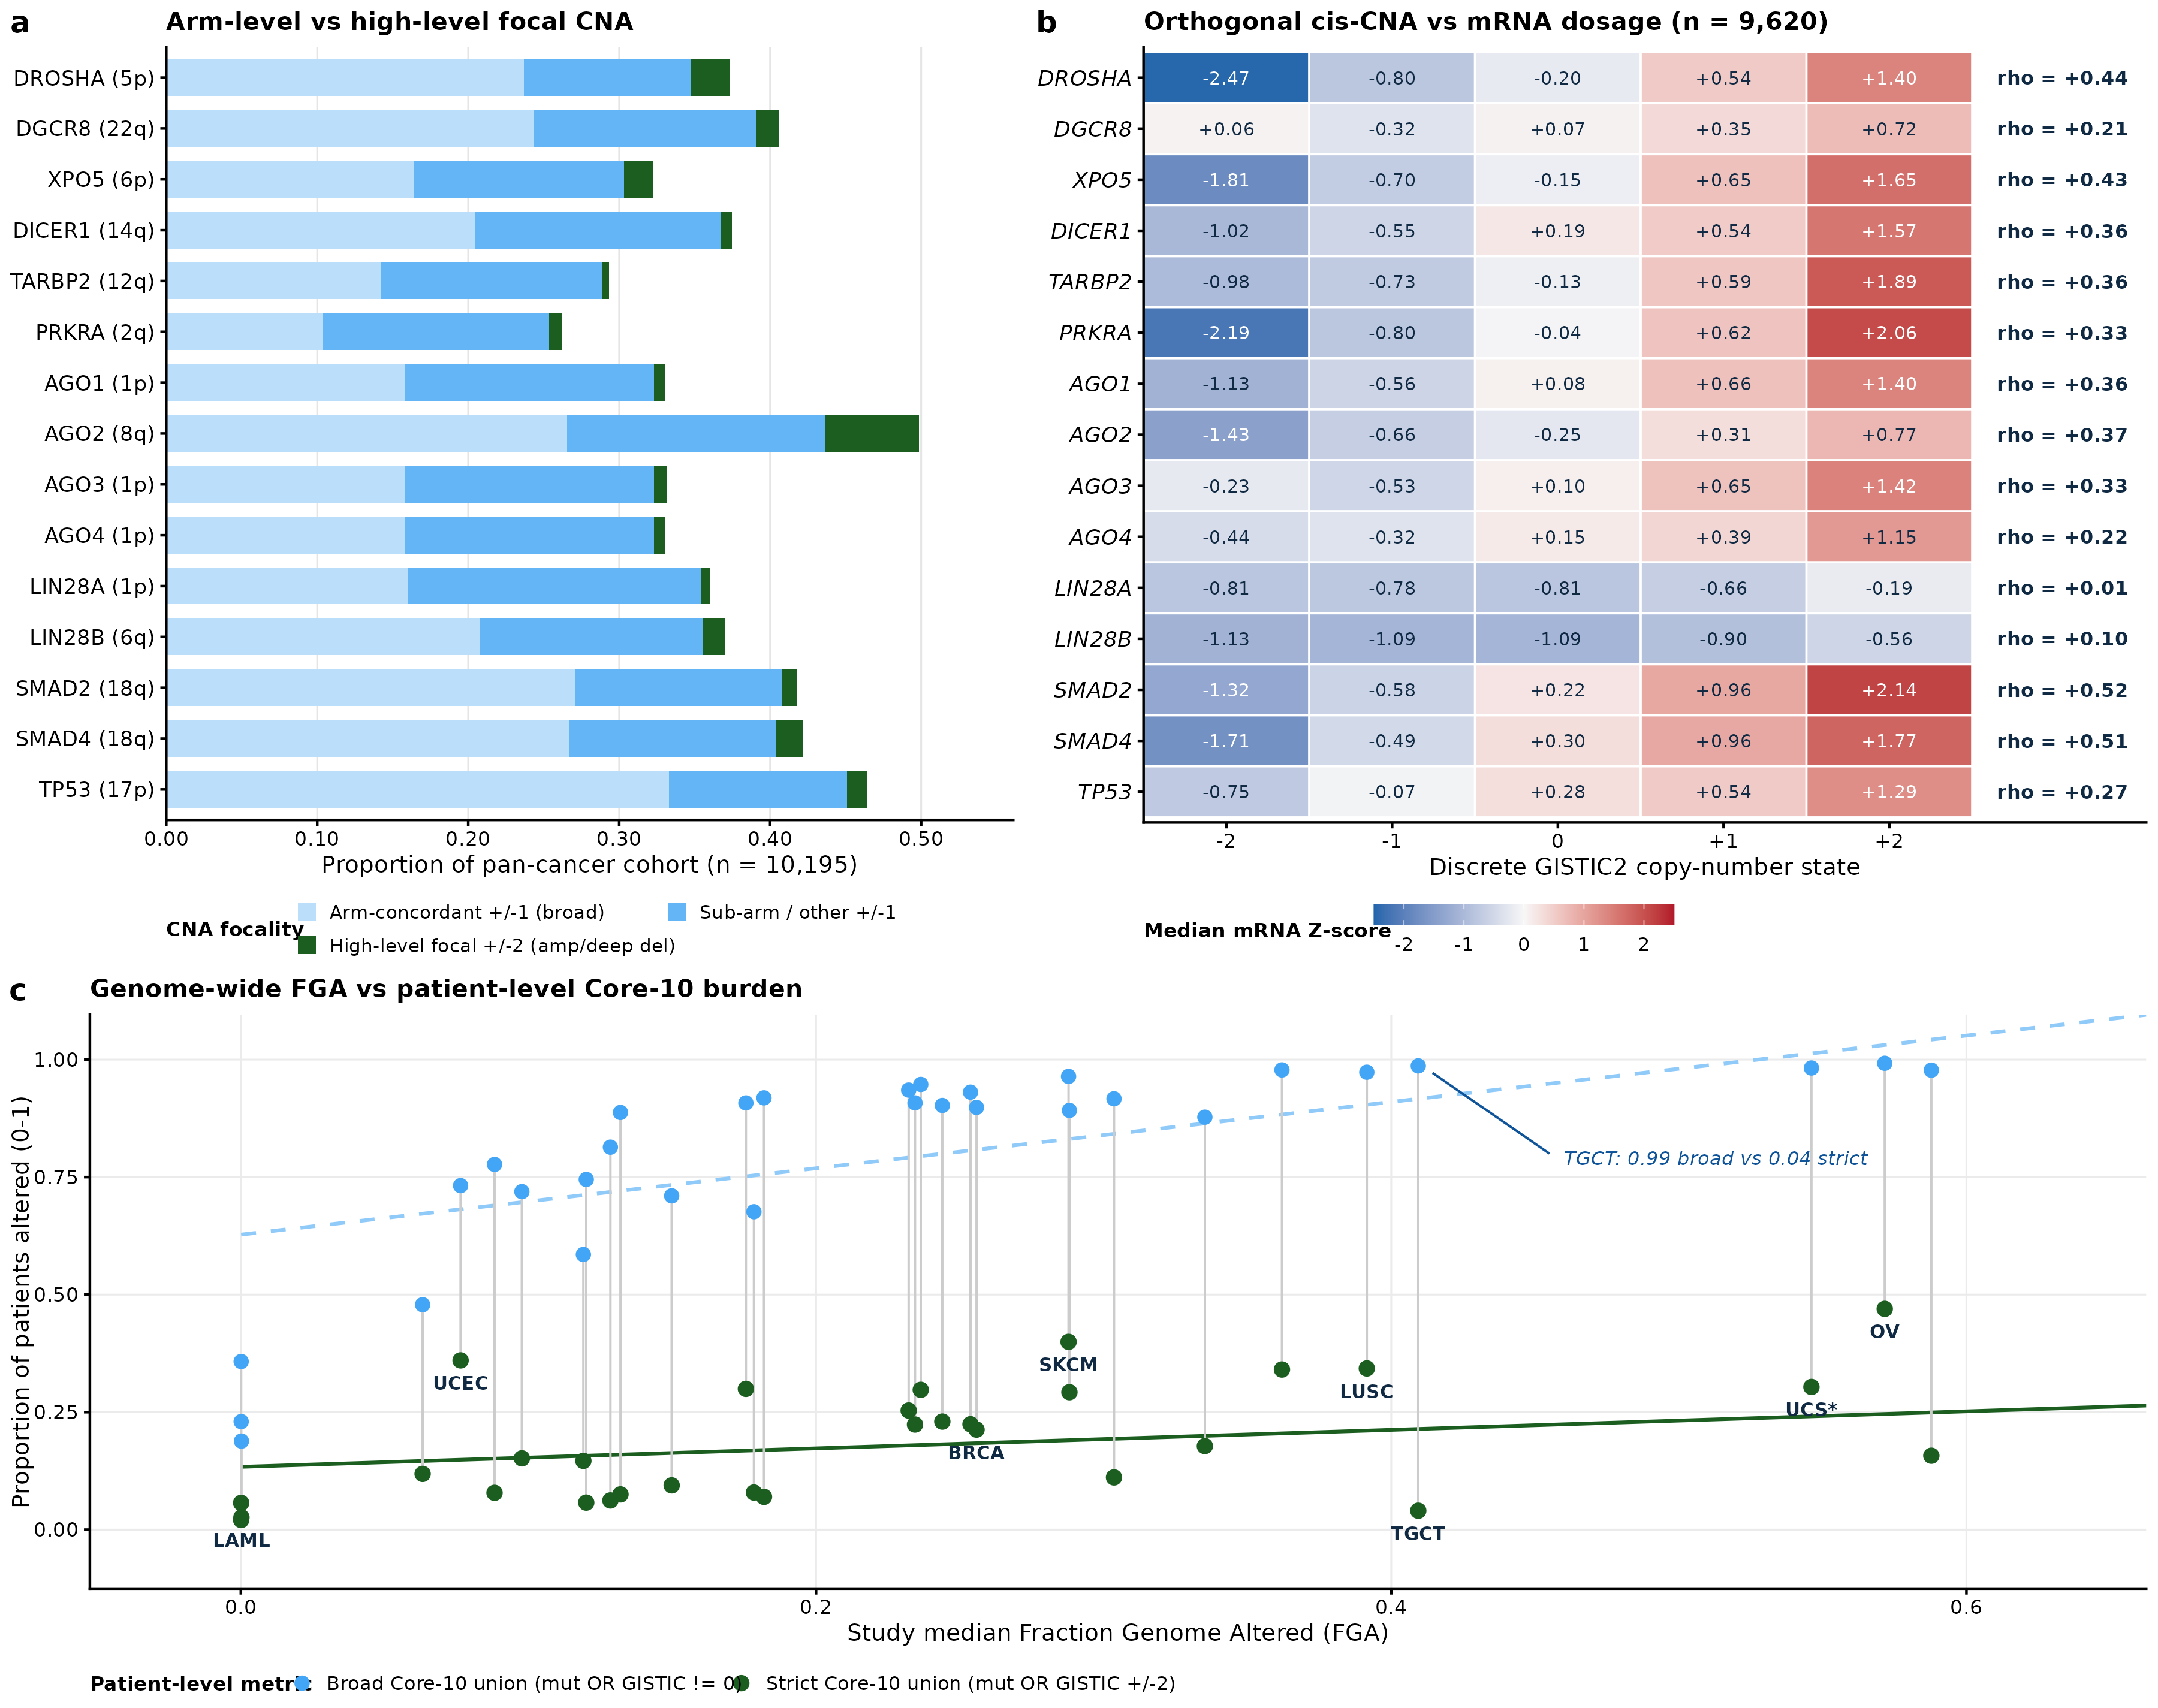 a
Arm-level vs high-level focal CNA
DROSHA (5p)
DGCR8 (22q)
XPO5 (6p)
DICER1 (14q)
TARBP2 (12q)
PRKRA (2q)
AGO1 (1p)
AGO2 (8q)
AGO3 (1p)
AGO4 (1p)
LIN28A (1p)
LIN28B (6q)
SMAD2 (18q)
SMAD4 (18q)
TP53 (17p)
0.00 0.10 0.20 0.30 0.40 0.50
Proportion of pan-cancer cohort (n = 10,195)
CNA focality
Arm-concordant +/-1 (broad) Sub-arm / other +/-1
High-level focal +/-2 (amp/deep del)
b
Orthogonal cis-CNA vs mRNA dosage (n = 9,620)
DROSHA -2.47 -0.80 -0.20 +0.54 +1.40 rho = +0.44
DGCR8 +0.06 -0.32 +0.07 +0.35 +0.72 rho = +0.21
XPO5 -1.81 -0.70 -0.15 +0.65 +1.65 rho = +0.43
DICER1 -1.02 -0.55 +0.19 +0.54 +1.57 rho = +0.36
TARBP2 -0.98 -0.73 -0.13 +0.59 +1.89 rho = +0.36
PRKRA -2.19 -0.80 -0.04 +0.62 +2.06 rho = +0.33
AGO1 -1.13 -0.56 +0.08 +0.66 +1.40 rho = +0.36
AGO2 -1.43 -0.66 -0.25 +0.31 +0.77 rho = +0.37
AGO3 -0.23 -0.53 +0.10 +0.65 +1.42 rho = +0.33
AGO4 -0.44 -0.32 +0.15 +0.39 +1.15 rho = +0.22
LIN28A -0.81 -0.78 -0.81 -0.66 -0.19 rho = +0.01
LIN28B -1.13 -1.09 -1.09 -0.90 -0.56 rho = +0.10
SMAD2 -1.32 -0.58 +0.22 +0.96 +2.14 rho = +0.52
SMAD4 -1.71 -0.49 +0.30 +0.96 +1.77 rho = +0.51
TP53 -0.75 -0.07 +0.28 +0.54 +1.29 rho = +0.27
-2 -1 0 +1 +2
Discrete GISTIC2 copy-number state
Median mRNA Z-score
-2 -1 0 1 2
c
Genome-wide FGA vs patient-level Core-10 burden
Proportion of patients altered (0-1)
1.00
0.75
0.50
0.25
0.00
TGCT: 0.99 broad vs 0.04 strict
OV
SKCM
UCEC
LUSC
UCS*
BRCA
TGCT
LAML
0.0 0.2 0.4 0.6
Study median Fraction Genome Altered (FGA)
Patient-level metric
Broad Core-10 union (mut OR GISTIC != 0) Strict Core-10 union (mut OR GISTIC +/-2)